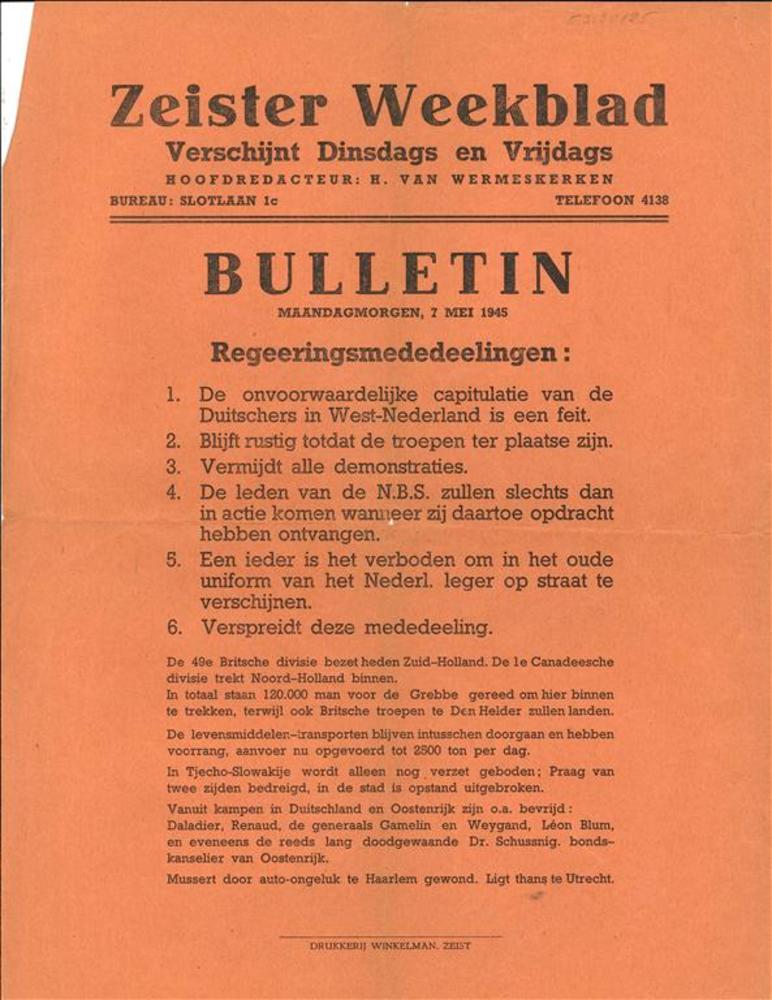 Zeister Weekblad
Verschijnt Dinsdags en Vrijdags
HOOFDREDACTEUR: H. VAN WERMESKERKEN
BUREAU: SLOTLAAN 1c TELEFOON 4138
BULLETIN
MAANDAGMORGEN, 7 MEI 1945
Regeeringsmededeelingen:
1. De onvoorwaardelijke capitulatie van de
Duitschers in West-Nederland is een feit.
2. Blijft rustig totdat de troepen ter plaatse zijn.
3. Vermijdt alle demonstraties.
4. De leden van de N.B.S. zullen slechts dan
in actie komen wanneer zij daartoe opdracht
hebben ontvangen.
5. Een ieder is het verboden om in het oude
uniform van het Nederl. leger op straat te
verschijnen.
6. Verspreidt deze mededeeling.
De 49e Britsche divisie bezet heden Zuid-Holland. De 1e Canadeesche
divisie trekt Noord-Holland binnen.
In totaal staan 120.000 man voor de Grebbe gereed om hier binnen
te trekken, terwijl ook Britsche troepen te Den Helder zullen landen.
De levensmiddelen-transporten blijven intusschen doorgaan en hebben
voorrang, aanvoer nu opgevoerd tot 2500 ton per dag.
In Tjecho-Slowakije wordt alleen nog verzet geboden; Praag van
twee zijden bedreigd, in de stad is opstand uitgebroken.
Vanuit kampen in Duitschland en Oostenrijk zijn o.a. bevrijd:
Daladier, Renaud, de generaals Gamelin en Weygand, Léon Blum,
en eveneens de reeds lang doodgewaande Dr. Schussnig. bonds-
kanselier van Oostenrijk.
Mussert door auto-ongeluk te Haarlem gewond. Ligt thans te Utrecht.
DRUKKERIJ WINKELMAN. ZEIST